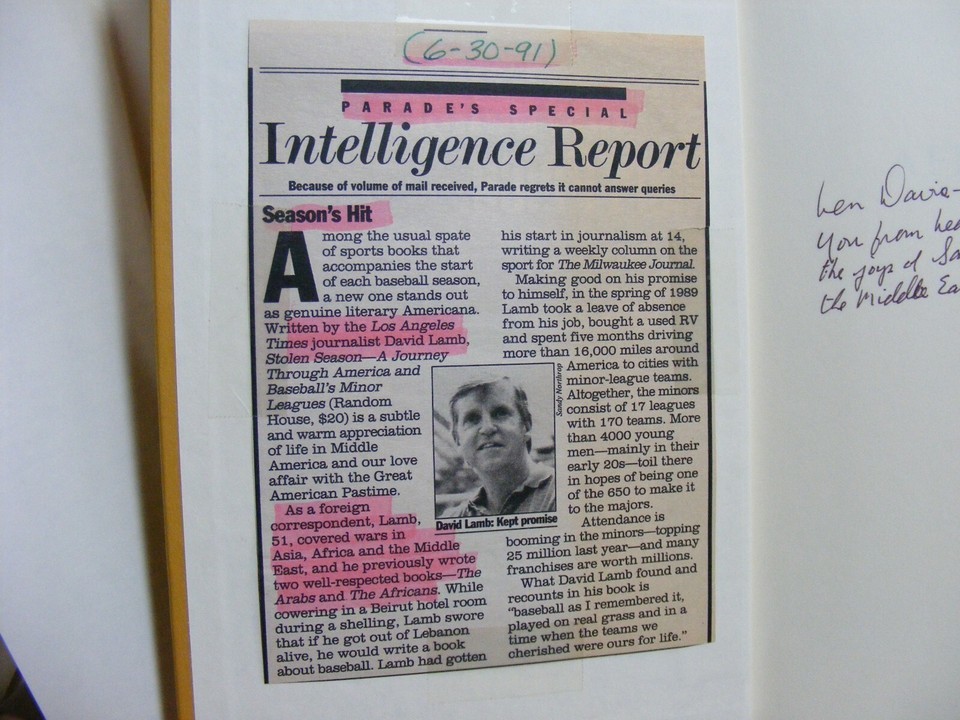 (6-30-91)
PARADE'S SPECIAL
Intelligence Report
Because of volume of mail received, Parade regrets it cannot answer queries
Season's Hit
Among the usual spate
of sports books that
accompanies the start
of each baseball season,
a new one stands out
as genuine literary Americana.
Written by the Los Angeles
Times journalist David Lamb,
Stolen Season—A Journey
Through America and
Baseball's Minor
Leagues (Random
House, $20) is a subtle
and warm appreciation
of life in Middle
America and our love
affair with the Great
American Pastime.
As a foreign
correspondent, Lamb,
51, covered wars in
Asia, Africa and the Middle
East, and he previously wrote
two well-respected books—The
Arabs and The Africans. While
cowering in a Beirut hotel room
during a shelling, Lamb swore
that if he got out of Lebanon
alive, he would write a book
about baseball. Lamb had gotten
his start in journalism at 14,
writing a weekly column on the
sport for The Milwaukee Journal.
Making good on his promise
to himself, in the spring of 1989
Lamb took a leave of absence
from his job, bought a used RV
and spent five months driving
more than 16,000 miles around
America to cities with
minor-league teams.
Altogether, the minors
consist of 17 leagues
with 170 teams. More
than 4000 young
men—mainly in their
early 20s—toil there
in hopes of being one
of the 650 to make it
to the majors.
Attendance is
booming in the minors—topping
25 million last year—and many
franchises are worth millions.
What David Lamb found and
recounts in his book is
"baseball as I remembered it,
played on real grass and in a
time when the teams we
cherished were ours for life."
Sandy Northrop
David Lamb: Kept promise
Len Davis-
you from
the joys of
the Middle